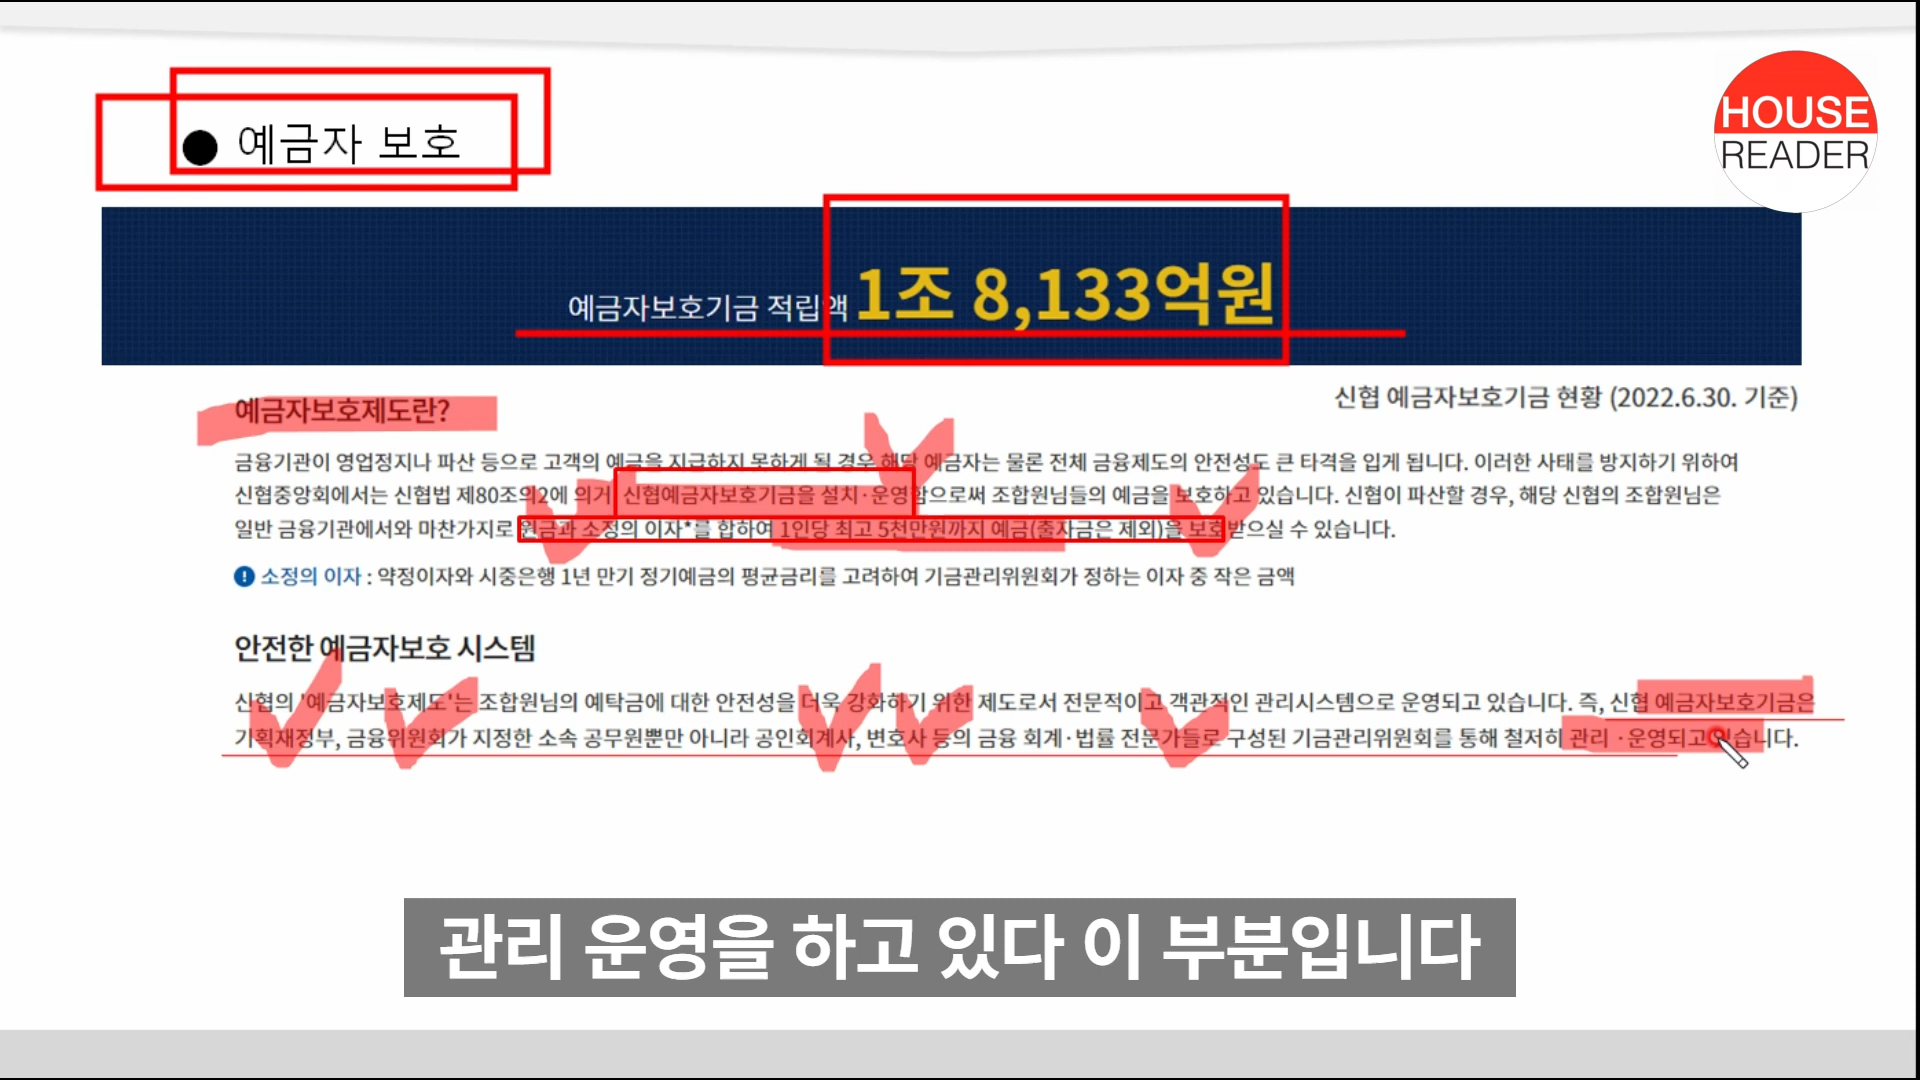 HOUSE
READER
● 예금자 보호
예금자보호기금 적립액 1조 8,133억원
신협 예금자보호기금 현황 (2022.6.30. 기준)
예금자보호제도란?
금융기관이 영업정지나 파산 등으로 고객의 예금을 지급하지 못하게 될 경우 해당 예금자는 물론 전체 금융제도의 안전성도 큰 타격을 입게 됩니다. 이러한 사태를 방지하기 위하여
신협중앙회에서는 신협법 제80조의2에 의거, 신협예금자보호기금을 설치·운영함으로써 조합원님들의 예금을 보호하고 있습니다. 신협이 파산할 경우, 해당 신협의 조합원님은
일반 금융기관에서와 마찬가지로 원금과 소정의 이자*를 합하여 1인당 최고 5천만원까지 예금(출자금은 제외)을 보호받으실 수 있습니다.
! 소정의 이자 : 약정이자와 시중은행 1년 만기 정기예금의 평균금리를 고려하여 기금관리위원회가 정하는 이자 중 작은 금액
안전한 예금자보호 시스템
신협의 '예금자보호제도'는 조합원님의 예탁금에 대한 안전성을 더욱 강화하기 위한 제도로서 전문적이고 객관적인 관리시스템으로 운영되고 있습니다. 즉, 신협 예금자보호기금은
기획재정부, 금융위원회가 지정한 소속 공무원뿐만 아니라 공인회계사, 변호사 등의 금융 회계·법률 전문가들로 구성된 기금관리위원회를 통해 철저히 관리 · 운영되고 있습니다.
관리 운영을 하고 있다 이 부분입니다